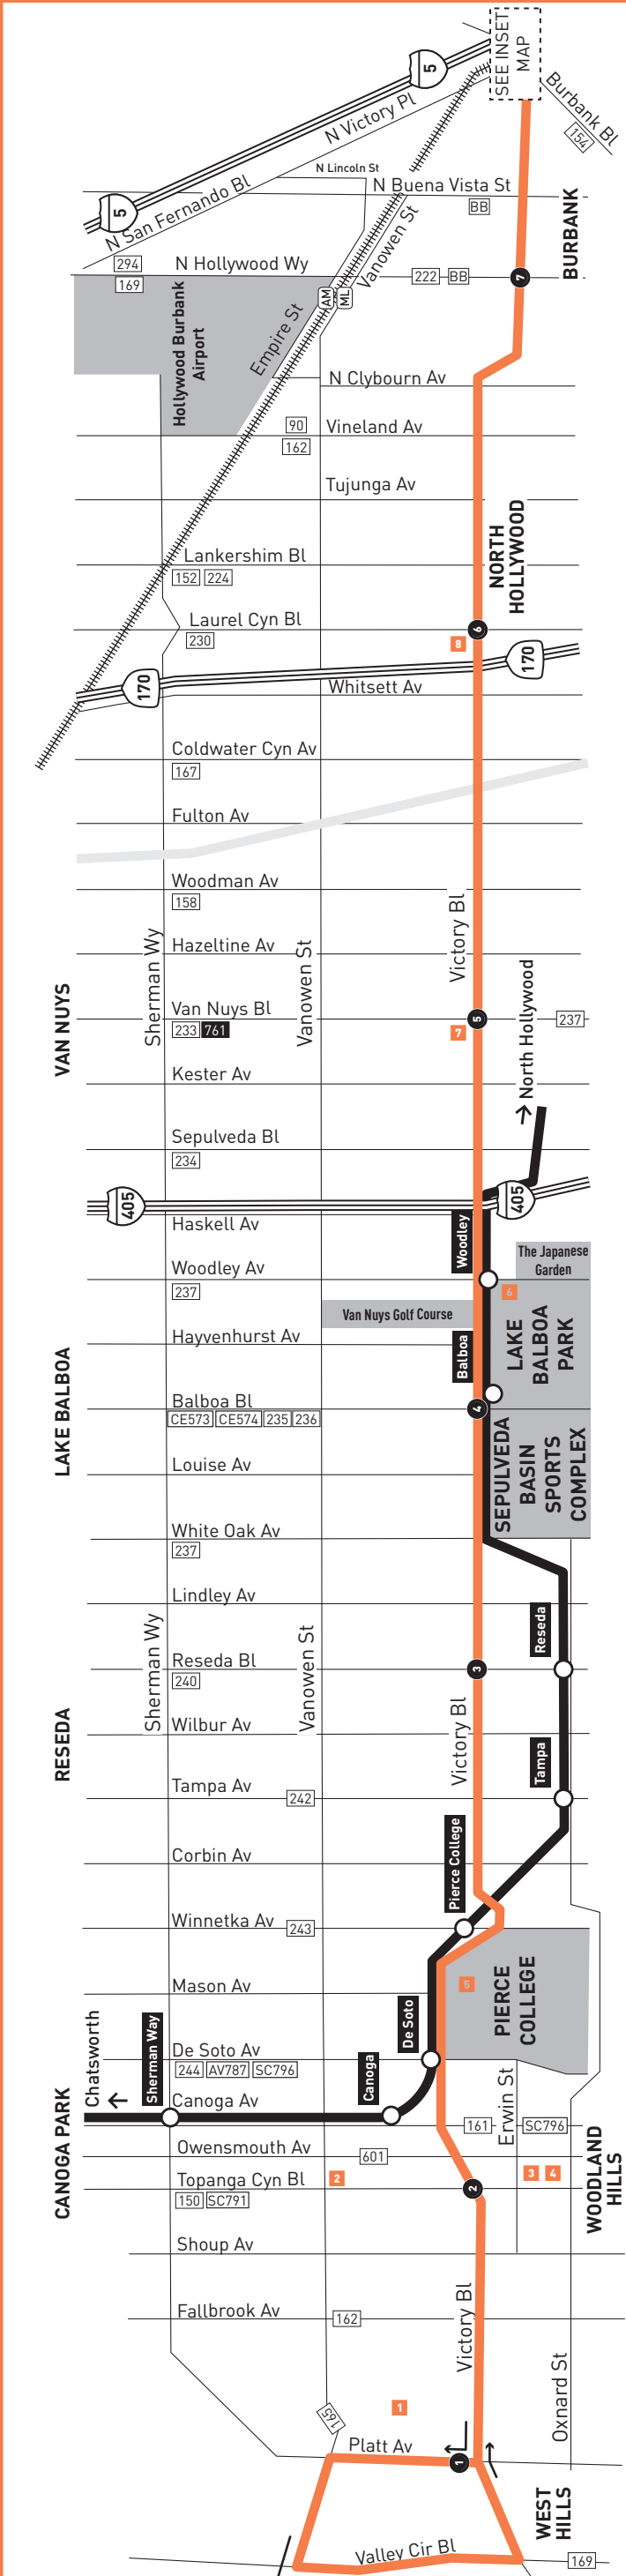 SEE INSET
MAP
5
Burbank Bl
154
N Victory Pl
N Lincoln St
N Buena Vista St
BB
5
N San Fernando Bl
Vanowen St
BURBANK
294
N Hollywood Wy
169
222
BB
7
AM
ML
Hollywood Burbank
Airport
Empire St
N Clybourn Av
90
Vineland Av
162
Tujunga Av
NORTH
HOLLYWOOD
Lankershim Bl
152
224
Laurel Cyn Bl
230
6
8
170
170
Whitsett Av
Coldwater Cyn Av
167
Fulton Av
Woodman Av
158
Victory Bl
Hazeltine Av
Sherman Wy
Vanowen St
North Hollywood
VAN NUYS
Van Nuys Bl
233
761
5
7
237
Kester Av
Sepulveda Bl
234
405
405
Haskell Av
Woodley
The Japanese
Garden
Woodley Av
237
6
Van Nuys Golf Course
Hayvenhurst Av
Balboa
LAKE
BALBOA
PARK
LAKE BALBOA
Balboa Bl
CE573
CE574
235
236
4
Louise Av
SEPULVEDA
BASIN
SPORTS
COMPLEX
White Oak Av
237
Lindley Av
Reseda
Sherman Wy
Vanowen St
Reseda Bl
240
3
Victory Bl
RESEDA
Wilbur Av
Tampa
Tampa Av
242
Corbin Av
Pierce College
Winnetka Av
243
Mason Av
5
PIERCE
COLLEGE
Chatsworth
Sherman Way
De Soto
De Soto Av
244
AV787
SC796
Canoga
Canoga Av
Erwin St
161
SC796
CANOGA PARK
Owensmouth Av
601
Topanga Cyn Bl
150
SC791
2
2
3
4
WOODLAND
HILLS
Shoup Av
Fallbrook Av
162
Victory Bl
Oxnard St
165
1
Platt Av
1
WEST
HILLS
Valley Cir Bl
169